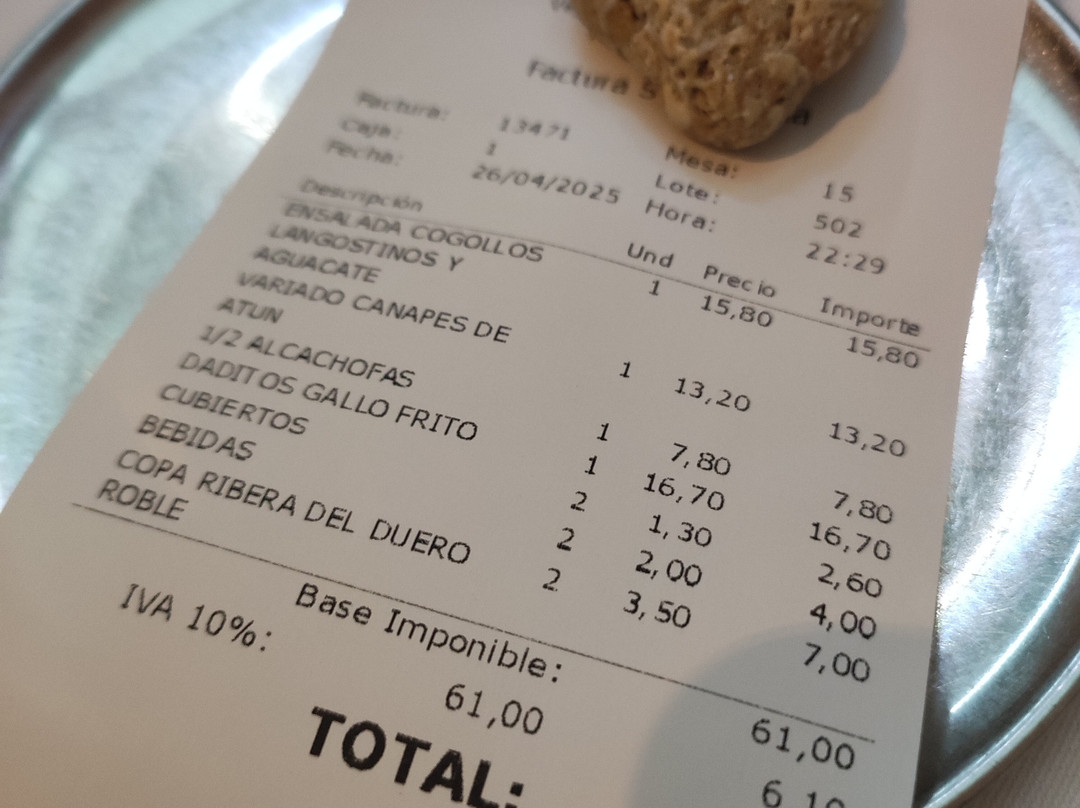 Factura S
Factura: 13471 Mesa: 15
Caja: 1 Lote: 502
Fecha: 26/04/2025 Hora: 22:29
Descripción Und Precio Importe
ENSALADA COGOLLOS 1 15,80 15,80
LANGOSTINOS Y
AGUACATE
VARIADO CANAPES DE 1 13,20 13,20
ATUN
1/2 ALCACHOFAS 1 7,80 7,80
DADITOS GALLO FRITO 1 16,70 16,70
CUBIERTOS 2 1,30 2,60
BEBIDAS 2 2,00 4,00
COPA RIBERA DEL DUERO 2 3,50 7,00
ROBLE
Base Imponible: 61,00
IVA 10%: 61,00 6,10
TOTAL: